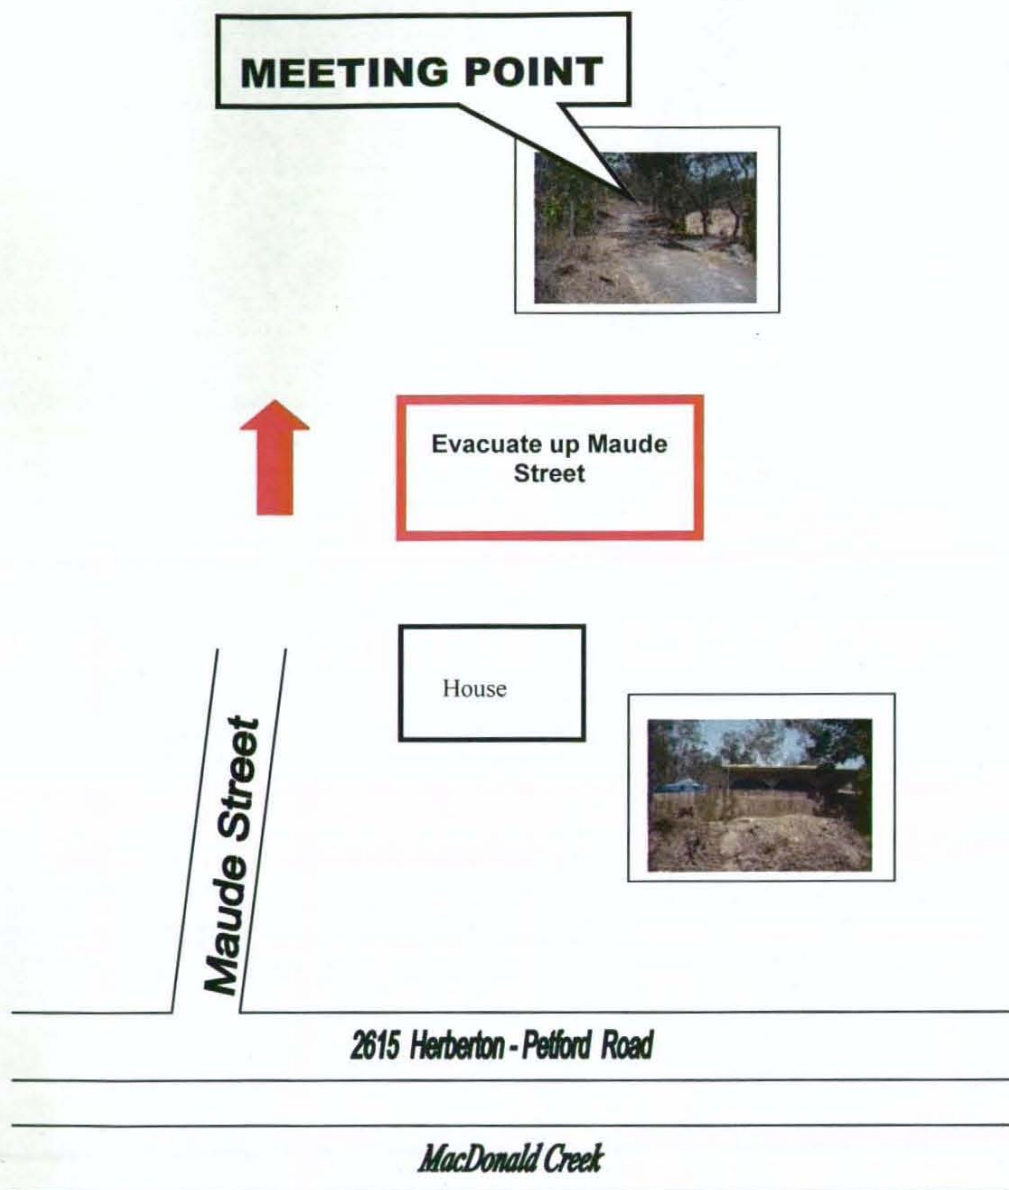 MEETING POINT
Evacuate up Maude
Street
House
Maude Street
2615 Herberton - Petford Road
MacDonald Creek